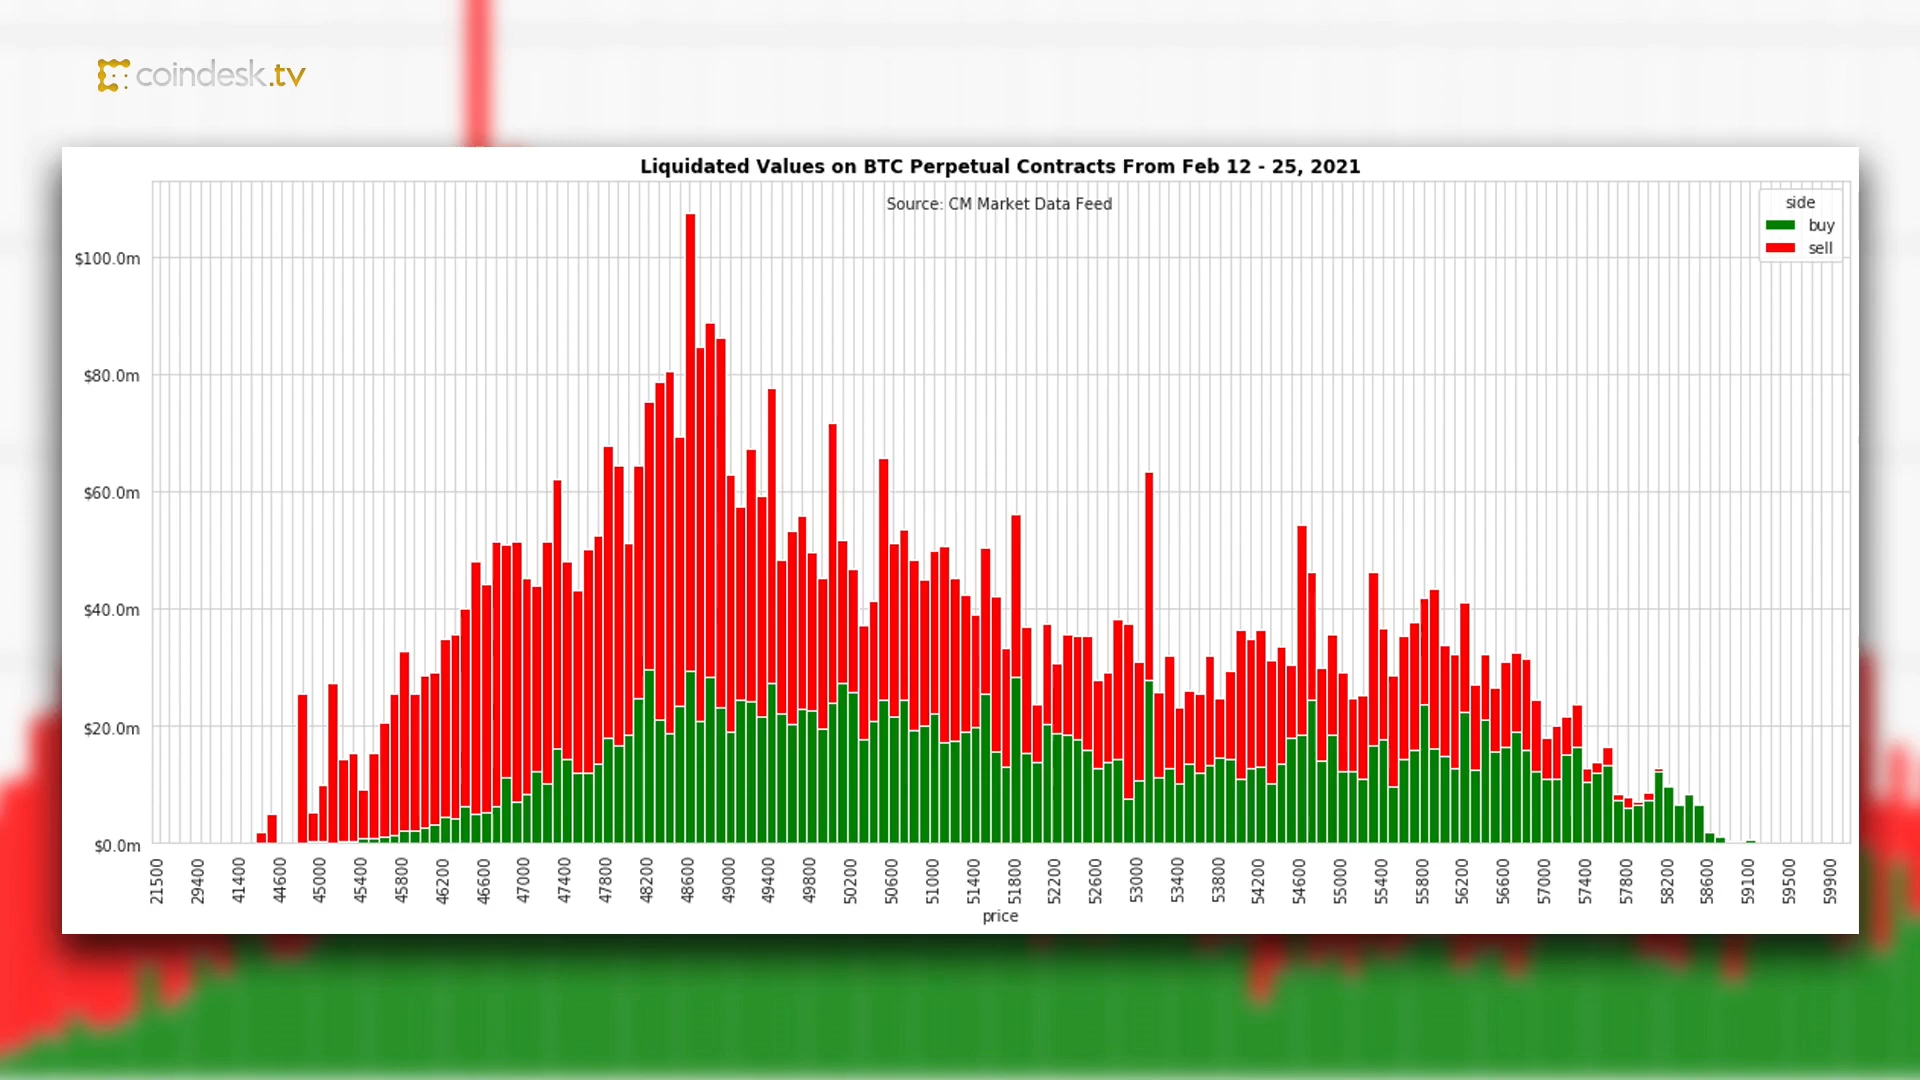 coindesk.tv
Liquidated Values on BTC Perpetual Contracts From Feb 12 - 25, 2021
Source: CM Market Data Feed
side
buy
sell
$100.0m
$80.0m
$60.0m
$40.0m
$20.0m
$0.0m
21500 29400 41400 44600 45000 45400 45800 46200 46600 47000 47400 47800 48200 48600 49000 49400 49800 50200 50600 51000 51400 51800 52200 52600 53000 53400 53800 54200 54600 55000 55400 55800 56200 56600 57000 57400 57800 58200 58600 59100 59500 59900
price